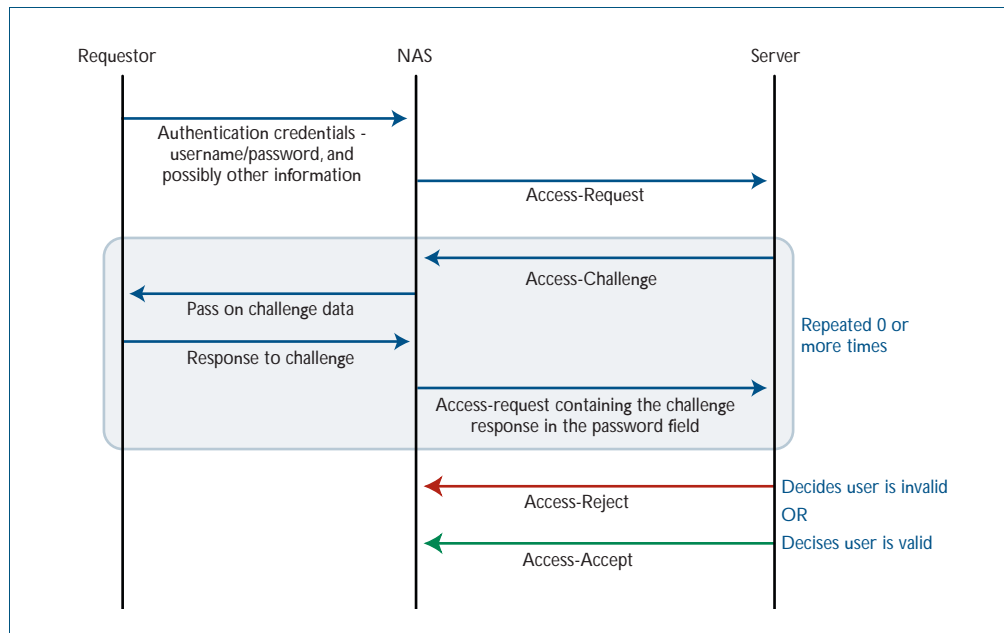 Requestor
NAS
Server
Authentication credentials -
username/password, and
possibly other information
Access-Request
Access-Challenge
Pass on challenge data
Repeated 0 or
more times
Response to challenge
Access-request containing the challenge
response in the password field
Decides user is invalid
Access-Reject
OR
Decises user is valid
Access-Accept